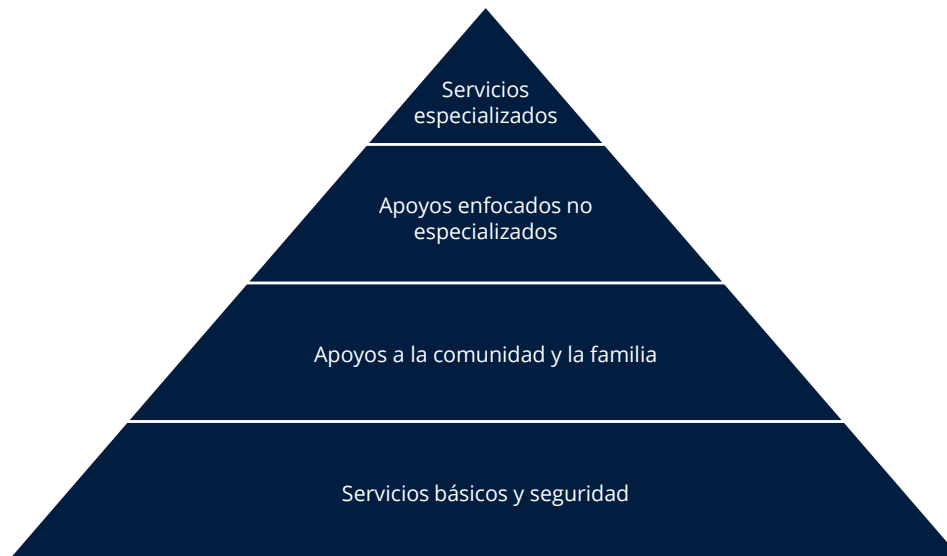 Servicios
especializados
Apoyos enfocados no
especializados
Apoyos a la comunidad y la familia
Servicios básicos y seguridad